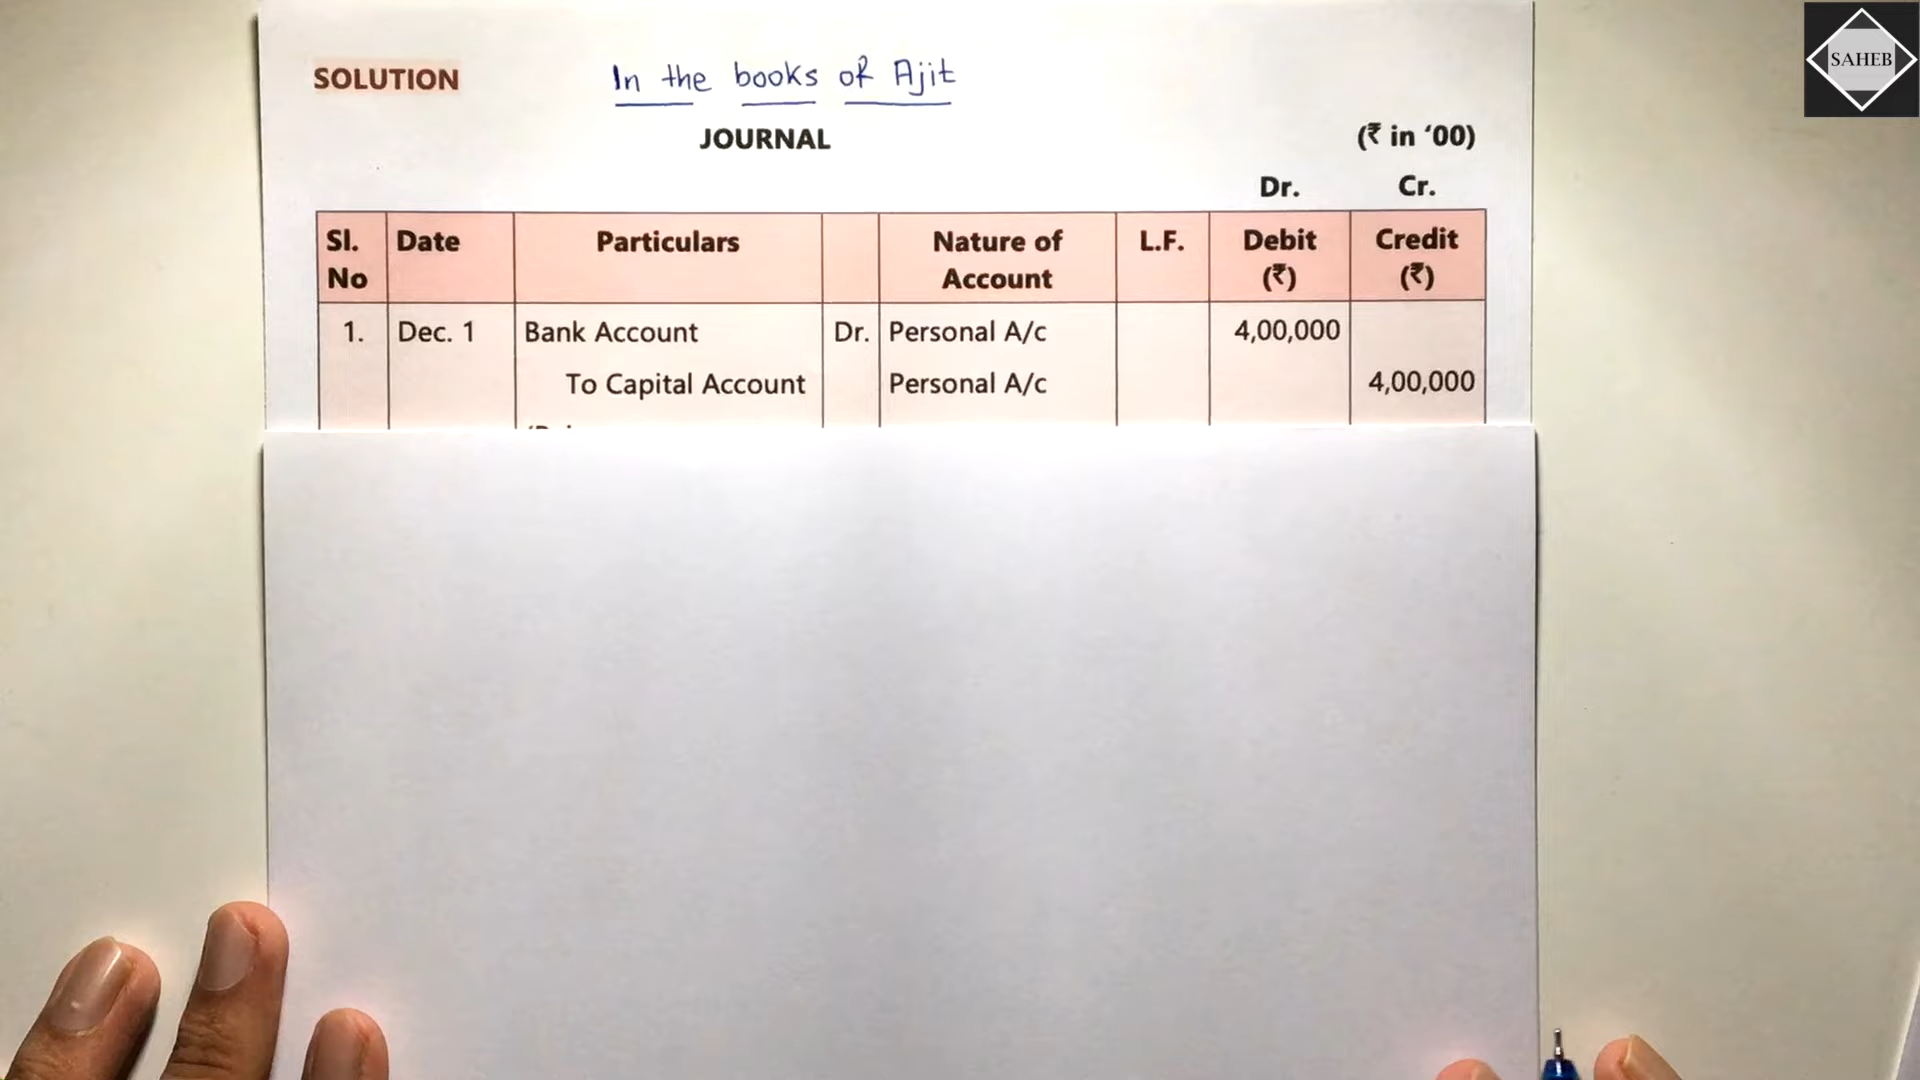 SAHEB
SOLUTION In the books of Ajit
JOURNAL (₹ in ‘00)
Dr. Cr.
Sl. No Date Particulars Nature of Account L.F. Debit (₹) Credit (₹)
1. Dec. 1 Bank Account Dr. Personal A/c 4,00,000
To Capital Account Personal A/c 4,00,000